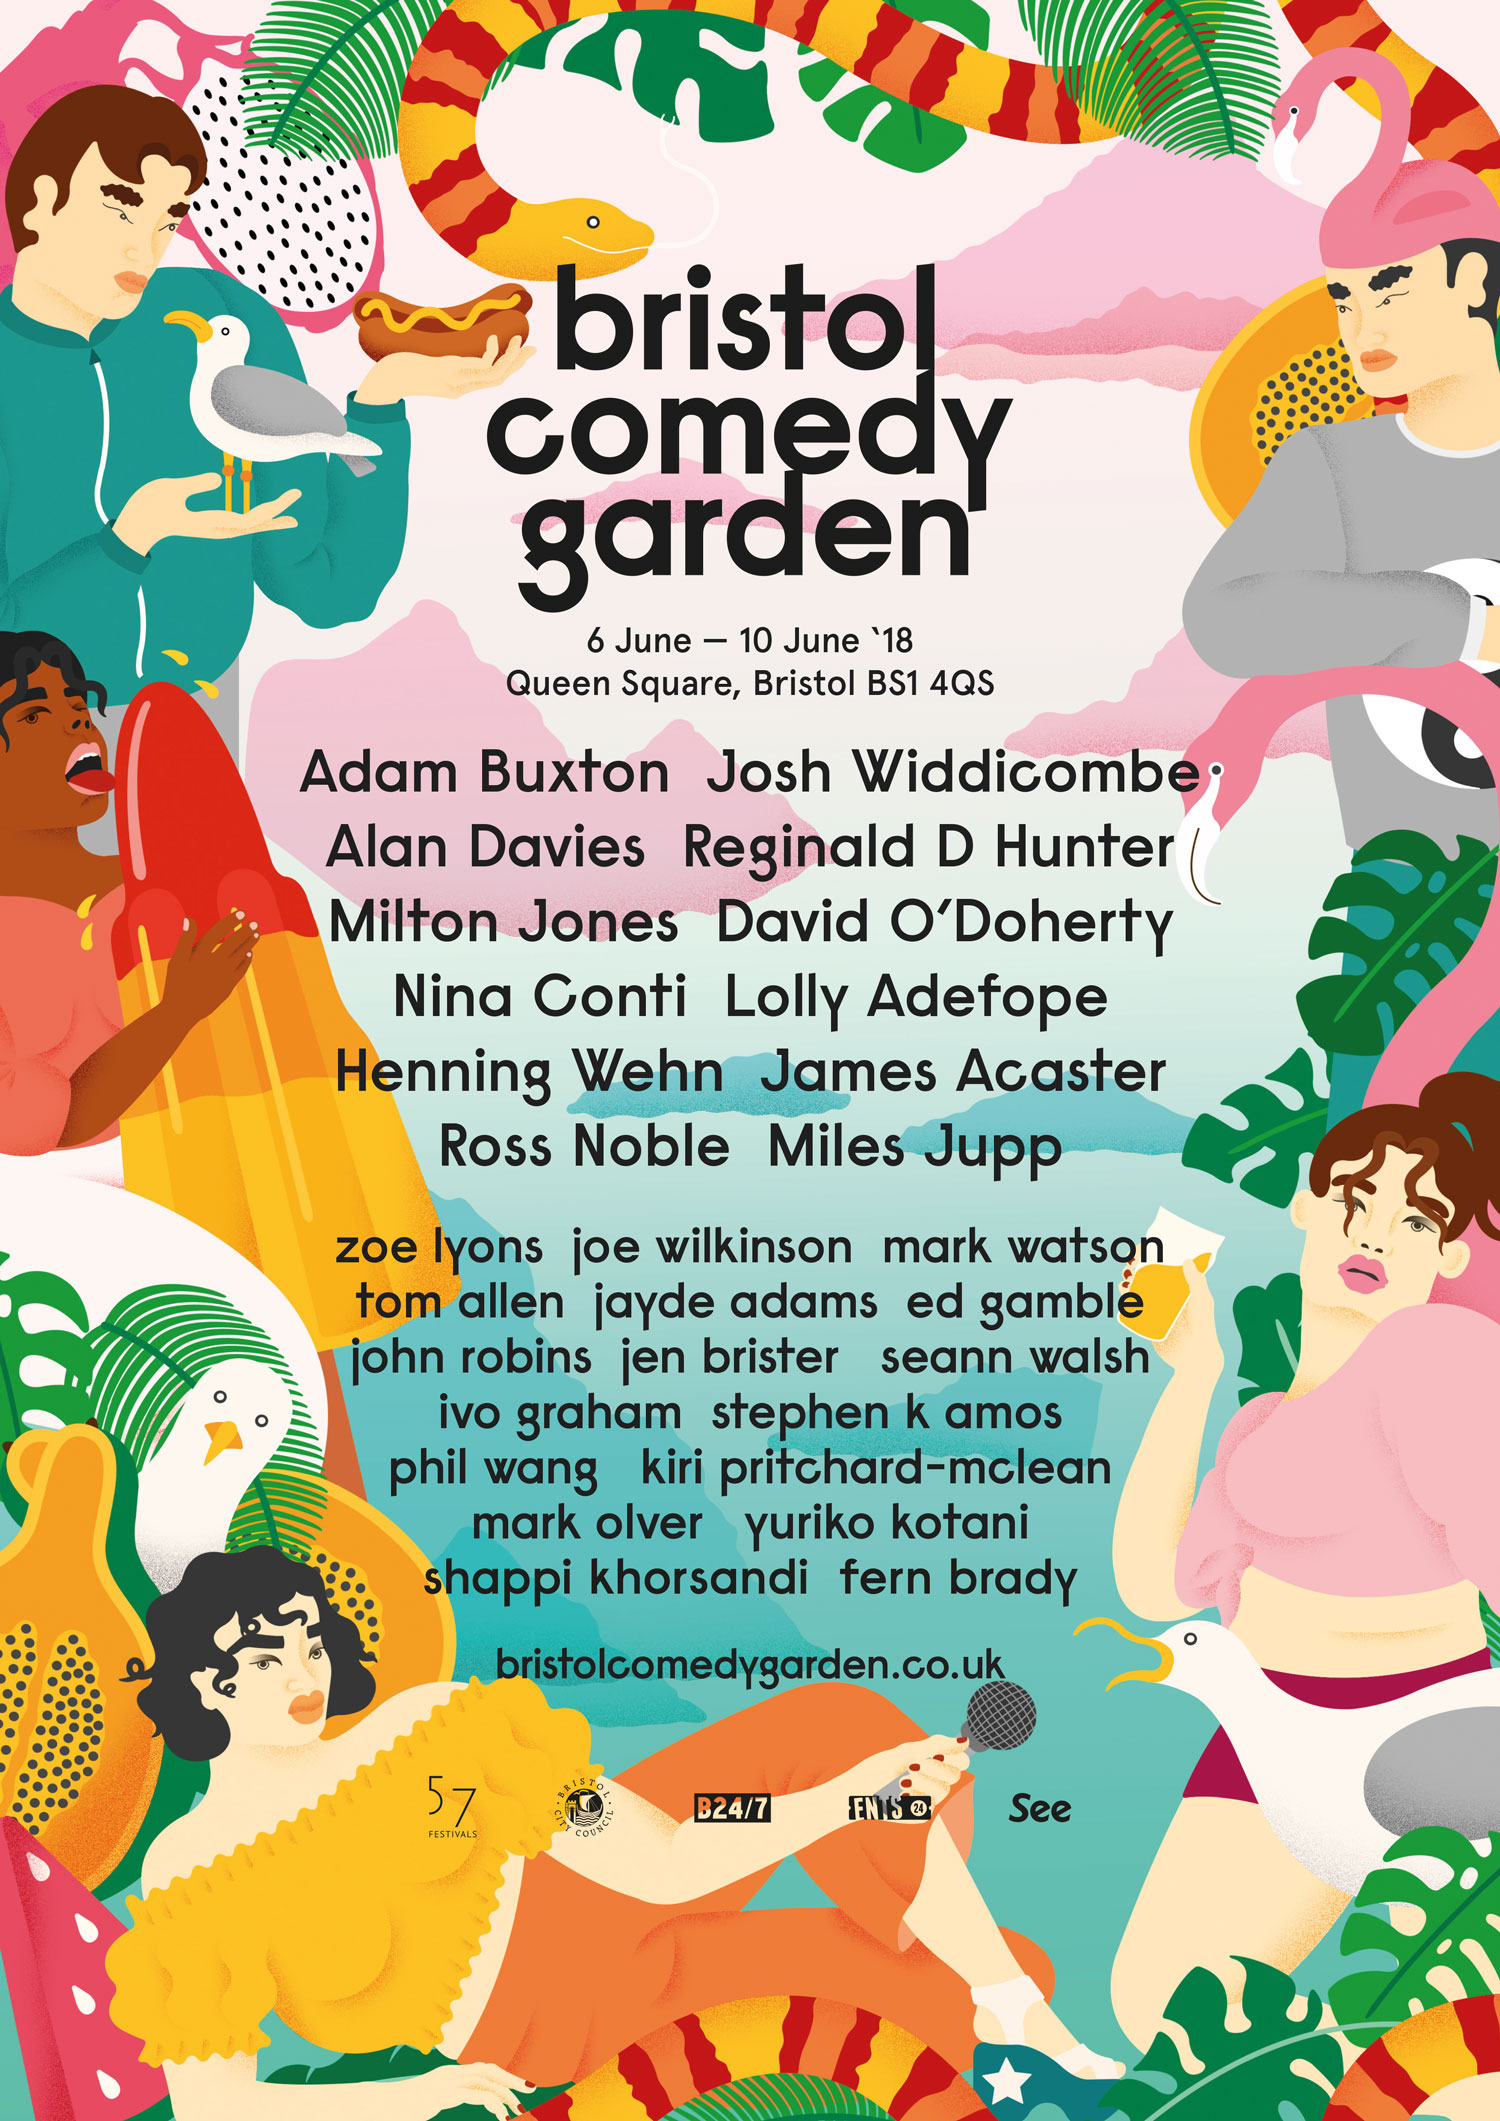 bristol
comedy
garden
6 June — 10 June `18
Queen Square, Bristol BS1 4QS
Adam Buxton Josh Widdicombe
Alan Davies Reginald D Hunter
Milton Jones David O'Doherty
Nina Conti Lolly Adefope
Henning Wehn James Acaster
Ross Noble Miles Jupp
zoe lyons joe wilkinson mark watson
tom allen jayde adams ed gamble
john robins jen brister seann walsh
ivo graham stephen k amos
phil wang kiri pritchard-mclean
mark olver yuriko kotani
shappi khorsandi fern brady
bristolcomedygarden.co.uk
57
FESTIVALS
BRISTOL
CITY COUNCIL
B24/7
ENTS 24
See